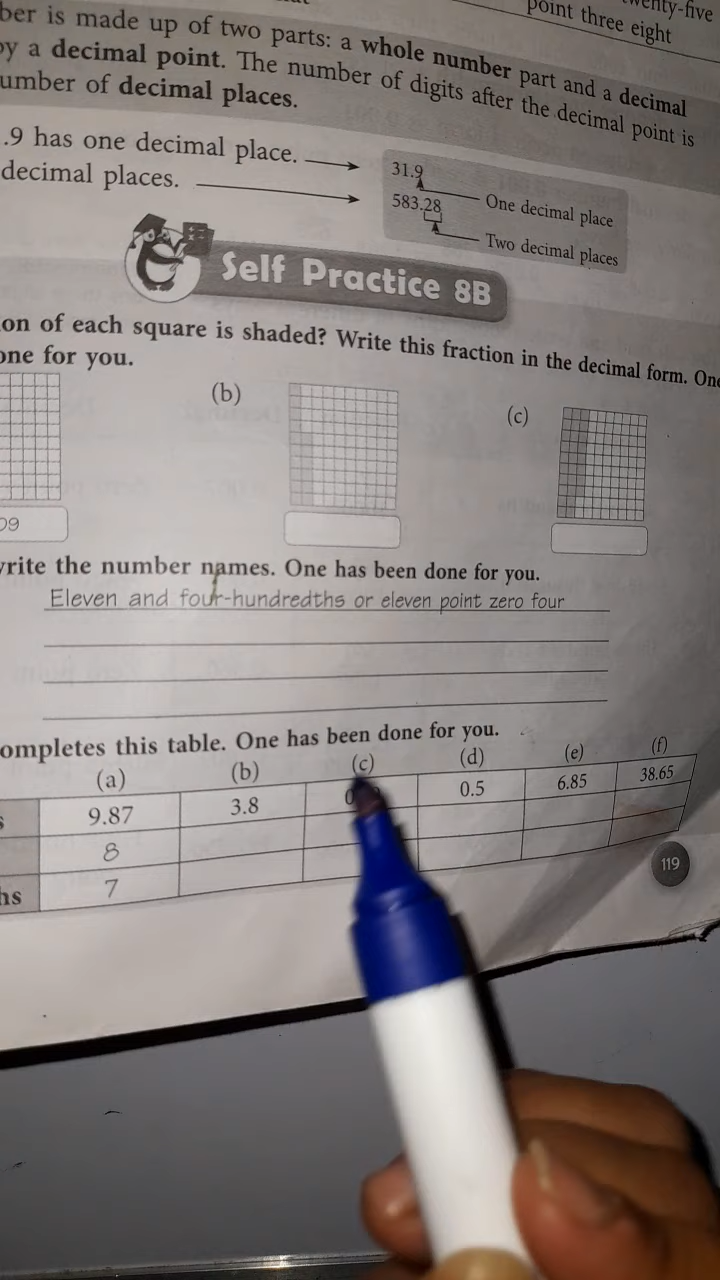 wenty-five
point three eight
ber is made up of two parts: a whole number part and a decimal
by a decimal point. The number of digits after the decimal point is
umber of decimal places.
.9 has one decimal place.
31.9
One decimal place
decimal places.
583.28
Two decimal places
Self Practice 8B
on of each square is shaded? Write this fraction in the decimal form. One
one for you.
(b)
(c)
09
write the number names. One has been done for you.
Eleven and four-hundredths or eleven point zero four
ompletes this table. One has been done for you.
(a) (b) (c) (d) (e) (f)
s 9.87 3.8 0.5 6.85 38.65
8
hs 7
119